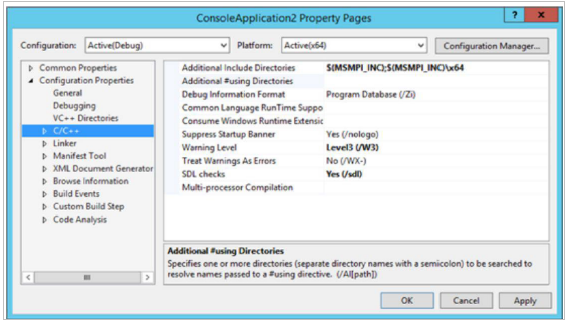 ConsoleApplication2 Property Pages
? x
Configuration: Active(Debug) Platform: Active(x64) Configuration Manager...
Common Properties
Configuration Properties
General
Debugging
VC++ Directories
C/C++
Linker
Manifest Tool
XML Document Generator
Browse Information
Build Events
Custom Build Step
Code Analysis
Additional Include Directories $(MSMPI_INC);$(MSMPI_INC)\x64
Additional #using Directories
Debug Information Format Program Database (/Zi)
Common Language RunTime Suppo
Consume Windows Runtime Extensic
Suppress Startup Banner Yes (/nologo)
Warning Level Level3 (/W3)
Treat Warnings As Errors No (/WX-)
SDL checks Yes (/sdl)
Multi-processor Compilation
Additional #using Directories
Specifies one or more directories (separate directory names with a semicolon) to be searched to
resolve names passed to a #using directive. (/AI[path])
OK Cancel Apply